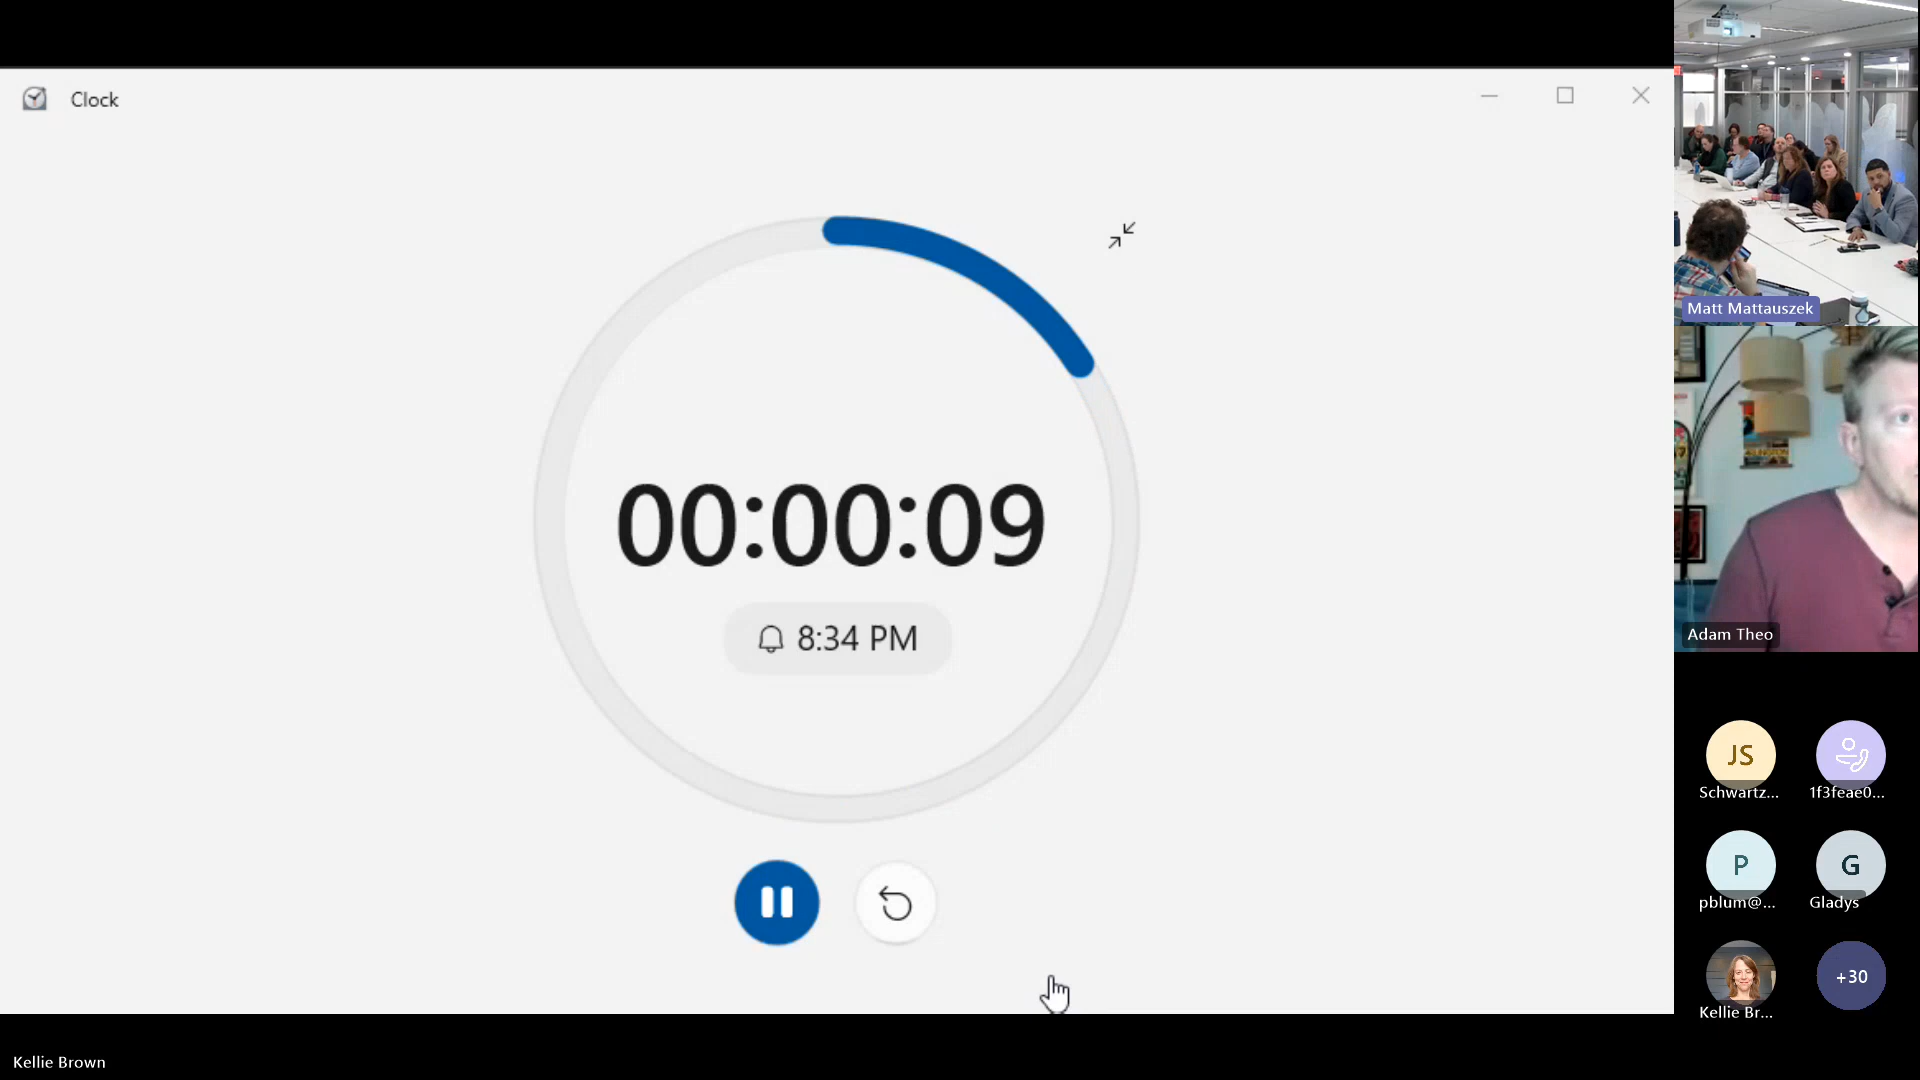 Clock
00:00:09
8:34 PM
Matt Mattauszek
Adam Theo
JS
Schwartz...
1f3feae0...
P
pblum@...
G
Gladys
Kellie Br...
+30
Kellie Brown